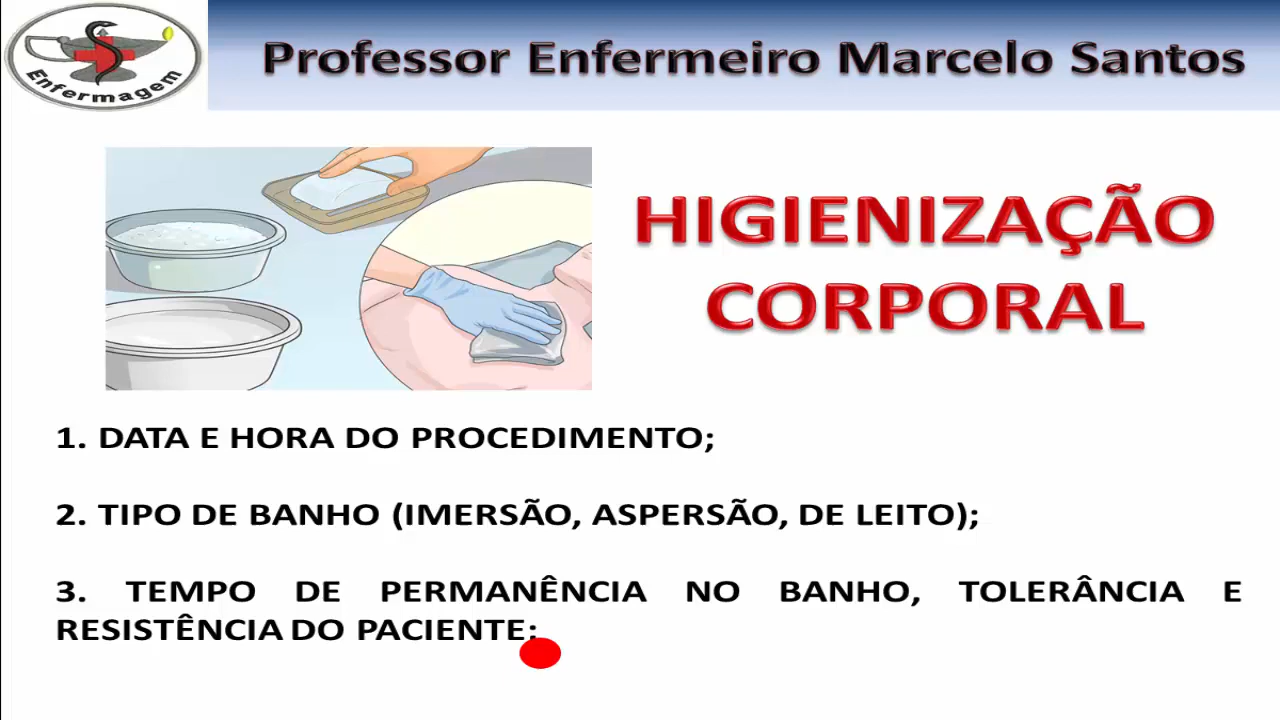 Enfermagem
Professor Enfermeiro Marcelo Santos
HIGIENIZAÇÃO
CORPORAL
1. DATA E HORA DO PROCEDIMENTO;
2. TIPO DE BANHO (IMERSÃO, ASPERSÃO, DE LEITO);
3. TEMPO DE PERMANÊNCIA NO BANHO, TOLERÂNCIA E
RESISTÊNCIA DO PACIENTE;